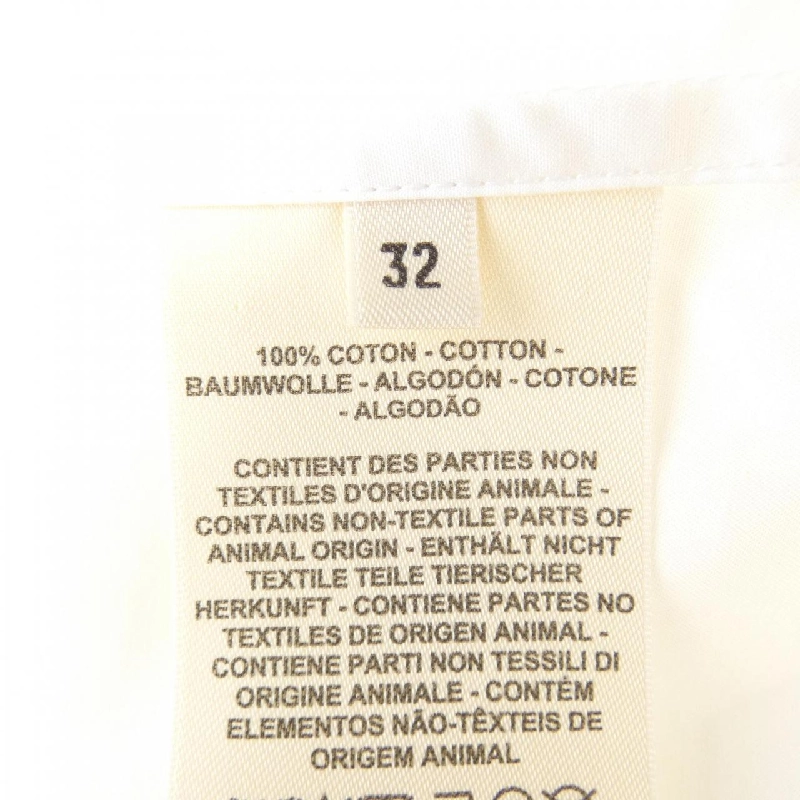 32
100% COTON - COTTON -
BAUMWOLLE - ALGODÓN - COTONE
- ALGODÃO
CONTIENT DES PARTIES NON
TEXTILES D'ORIGINE ANIMALE -
CONTAINS NON-TEXTILE PARTS OF
ANIMAL ORIGIN - ENTHÄLT NICHT
TEXTILE TEILE TIERISCHER
HERKUNFT - CONTIENE PARTES NO
TEXTILES DE ORIGEN ANIMAL -
CONTIENE PARTI NON TESSILI DI
ORIGINE ANIMALE - CONTÉM
ELEMENTOS NÃO-TÊXTEIS DE
ORIGEM ANIMAL